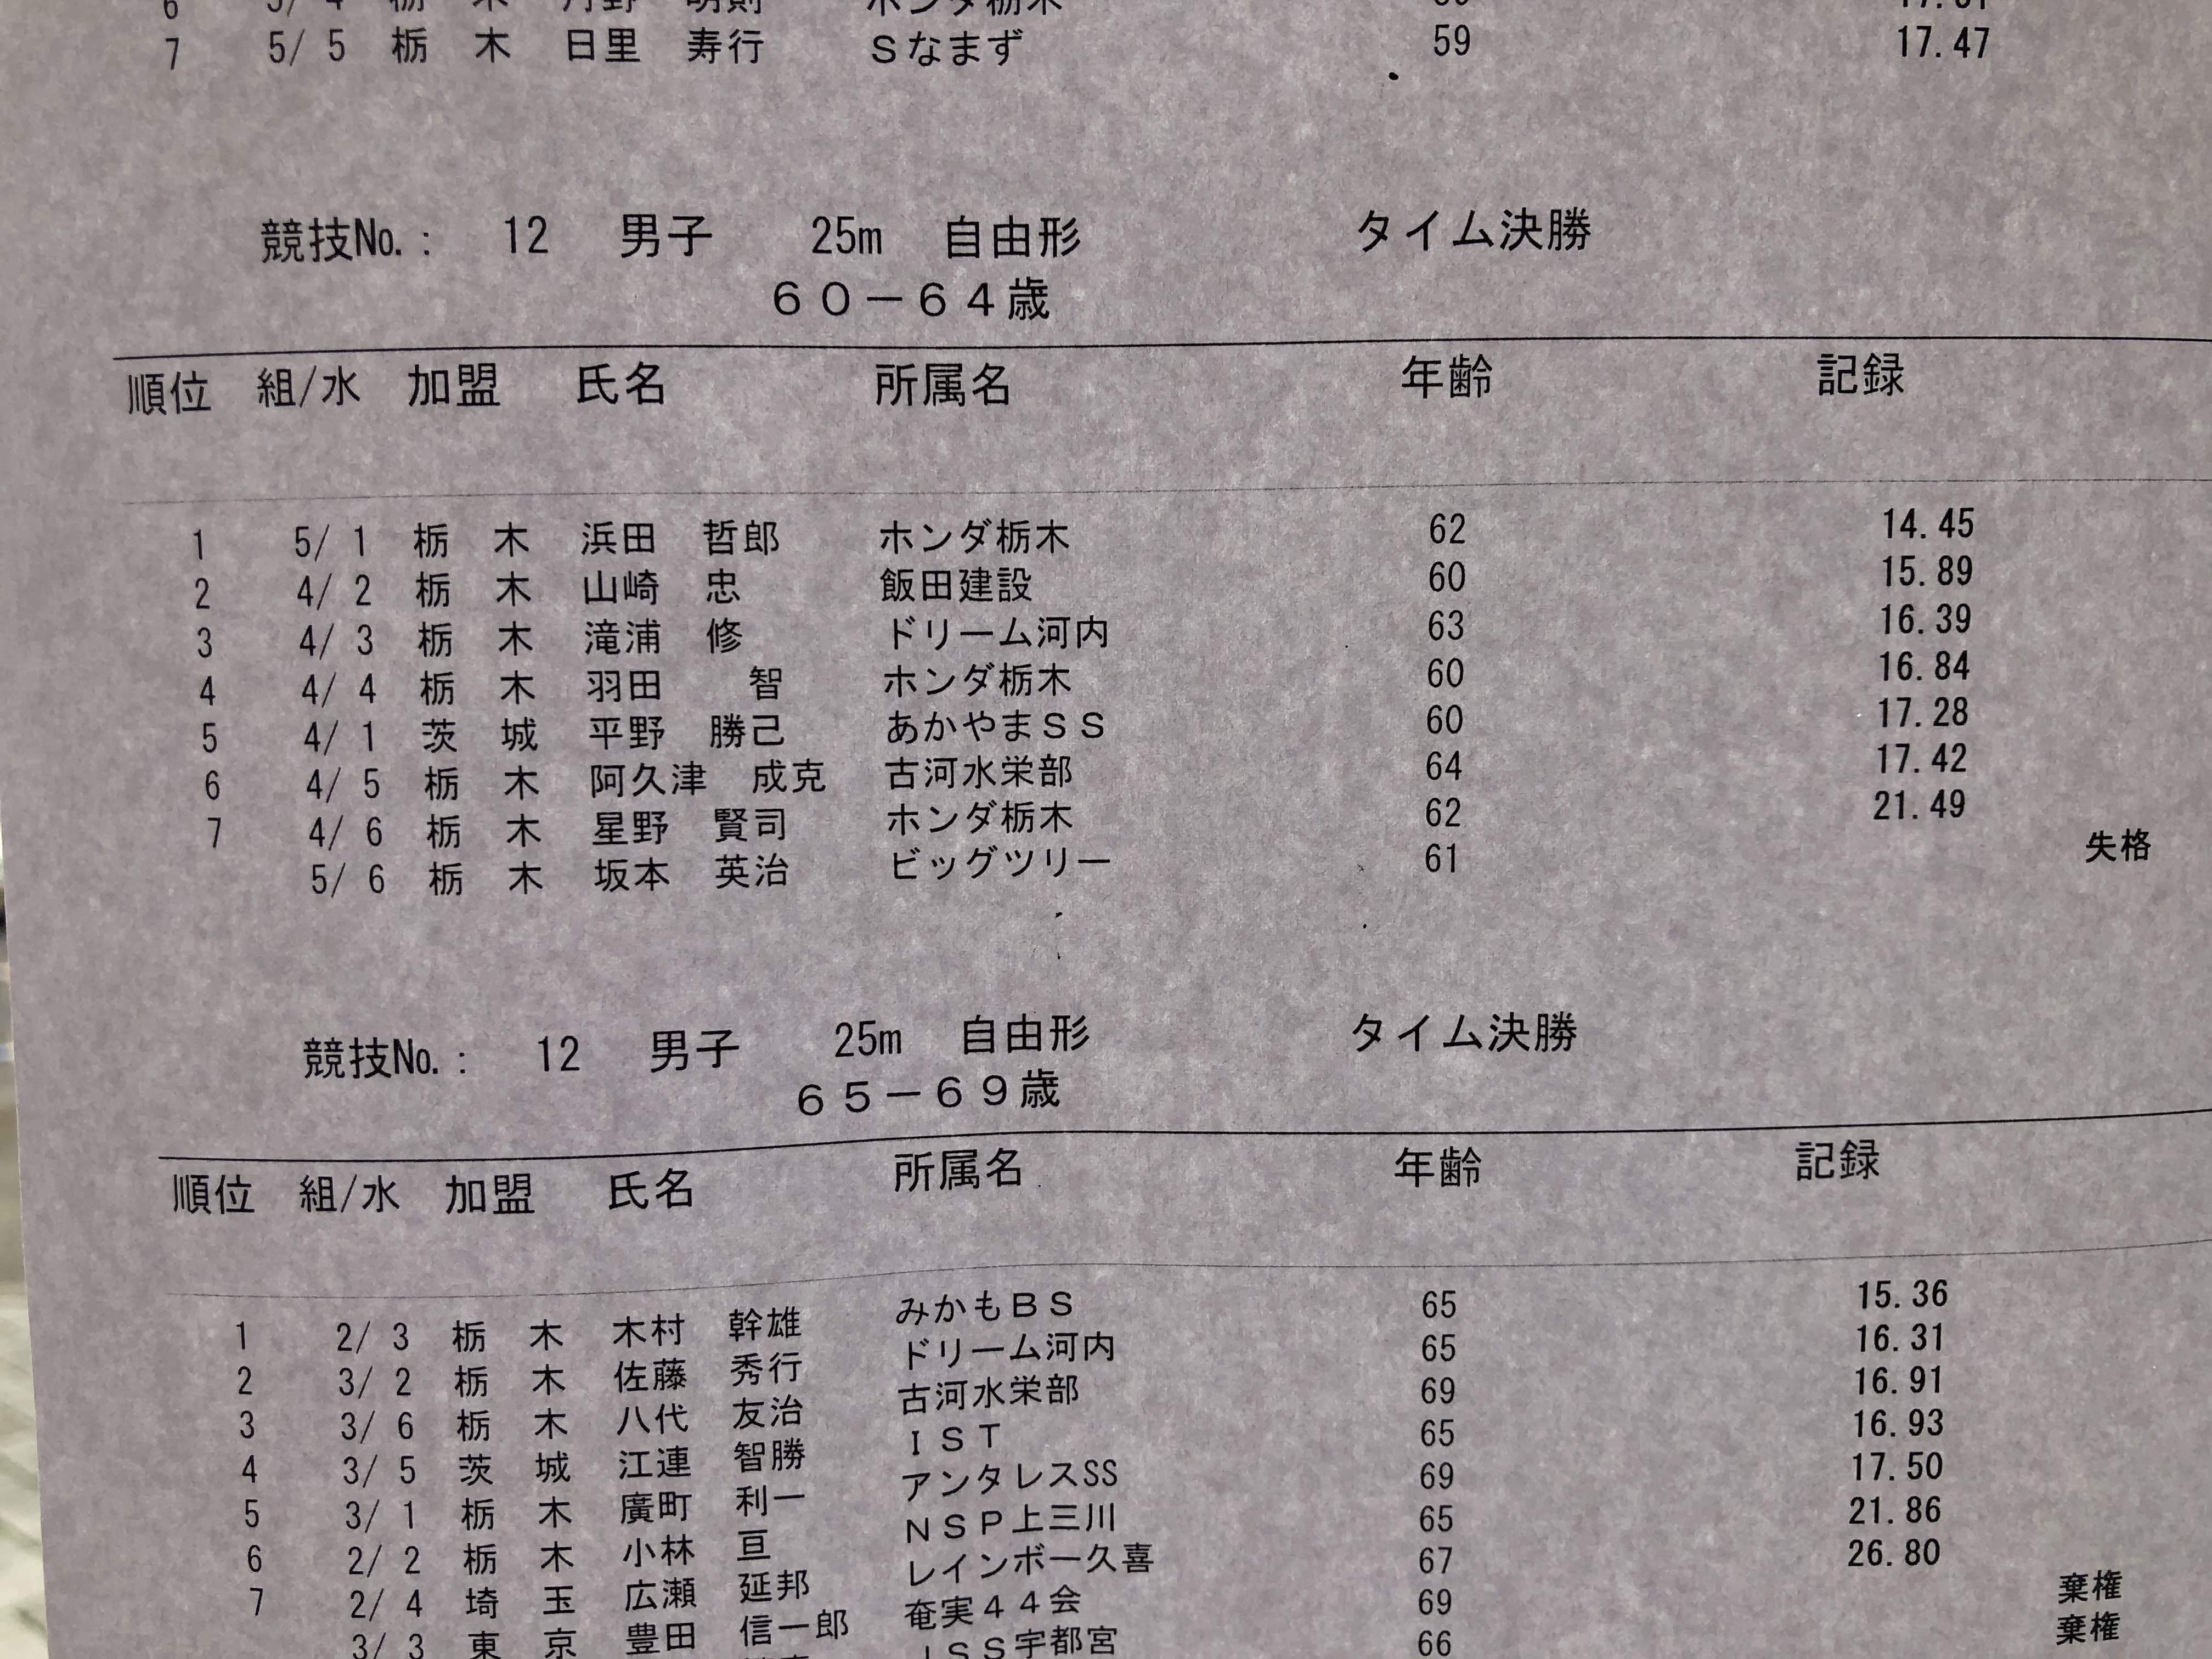 7 5/ 5 栃 木 日里 寿行 Ｓなまず 59 17.47
競技No.： 12 男子 25m 自由形 タイム決勝
６０－６４歳
順位 組/水 加盟 氏名 所属名 年齢 記録
1 5/ 1 栃 木 浜田 哲郎 ホンダ栃木 62 14.45
2 4/ 2 栃 木 山崎 忠 飯田建設 60 15.89
3 4/ 3 栃 木 滝浦 修 ドリーム河内 63 16.39
4 4/ 4 栃 木 羽田 智 ホンダ栃木 60 16.84
5 4/ 1 茨 城 平野 勝己 あかやまＳＳ 60 17.28
6 4/ 5 栃 木 阿久津 成克 古河水栄部 64 17.42
7 4/ 6 栃 木 星野 賢司 ホンダ栃木 62 21.49
5/ 6 栃 木 坂本 英治 ビッグツリー 61 失格
競技No.： 12 男子 25m 自由形 タイム決勝
６５－６９歳
順位 組/水 加盟 氏名 所属名 年齢 記録
1 2/ 3 栃 木 木村 幹雄 みかもＢＳ 65 15.36
2 3/ 2 栃 木 佐藤 秀行 ドリーム河内 65 16.31
3 3/ 6 栃 木 八代 友治 古河水栄部 69 16.91
4 3/ 5 茨 城 江連 智勝 ＩＳＴ 65 16.93
5 3/ 1 栃 木 廣町 利一 アンタレスSS 69 17.50
6 2/ 2 栃 木 小林 亘 ＮＳＰ上三川 65 21.86
7 2/ 4 埼 玉 広瀬 延邦 レインボー久喜 67 26.80
3/ 3 東 京 豊田 信一郎 奄実４４会 69 棄権
ＪＳＳ宇都宮 66 棄権